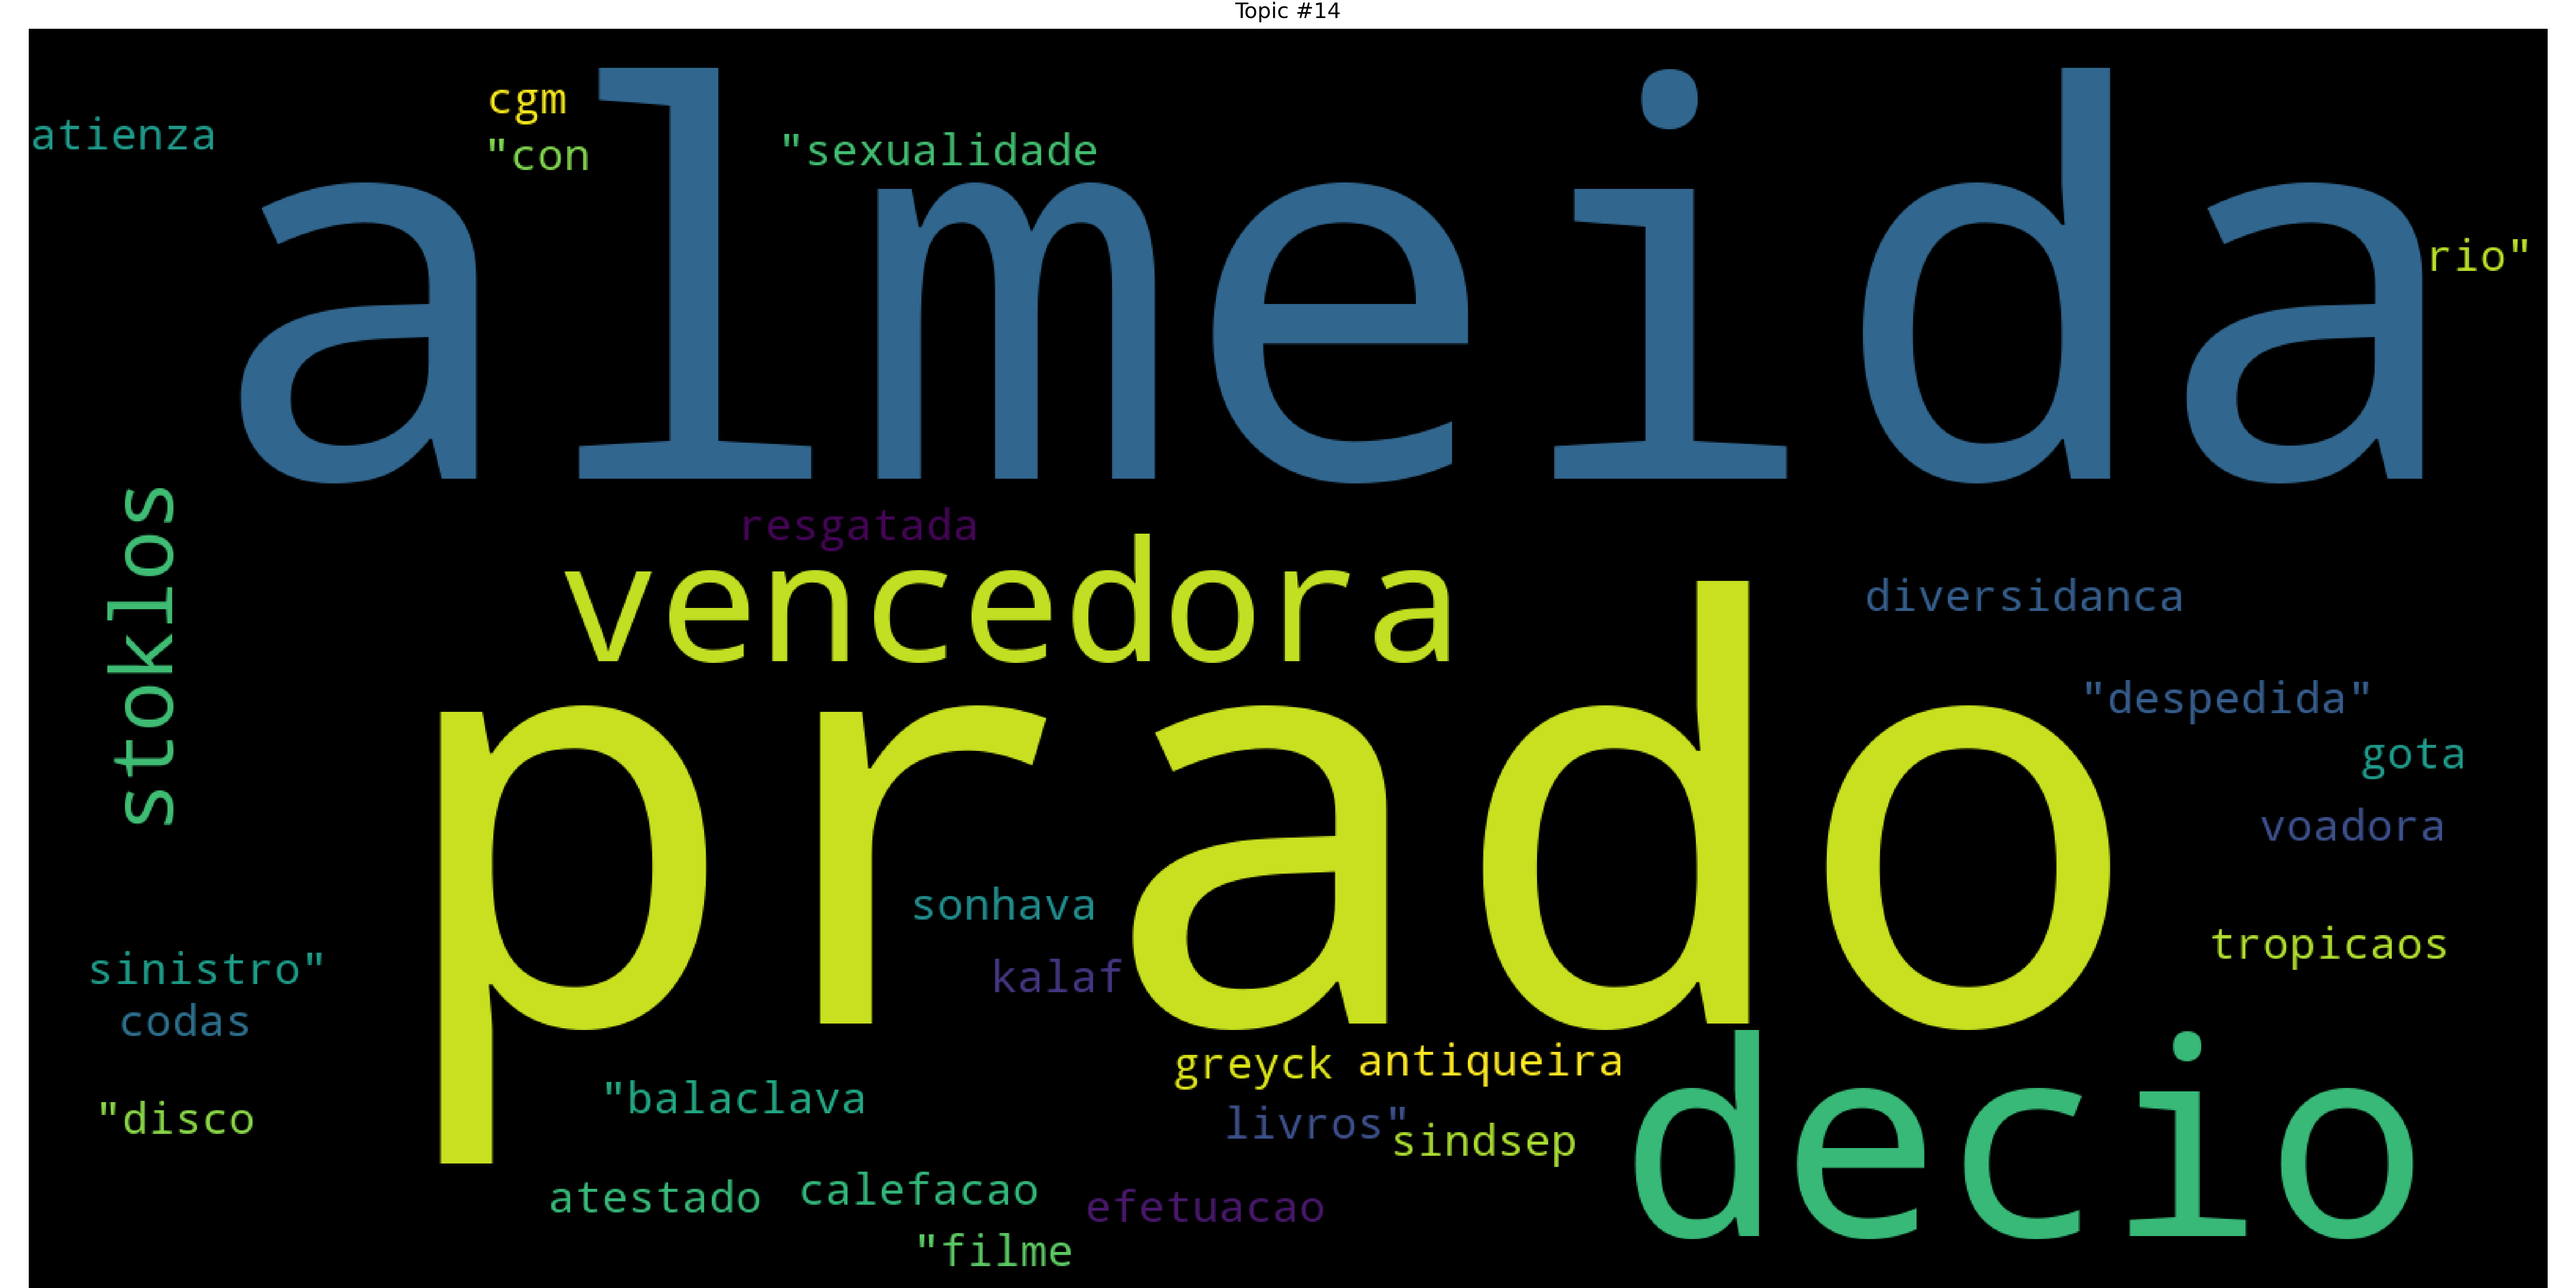 Topic #14
cgm
atienza
"con
"sexualidade
almeida
rio"
resgatada
vencedora
diversidanca
stoklos
"despedida"
gota
voadora
prado
sonhava
tropicaos
kalaf
sinistro"
codas
greyck
antiqueira
"balaclava
"disco
livros"
sindsep
decio
atestado
calefacao
efetuacao
"filme